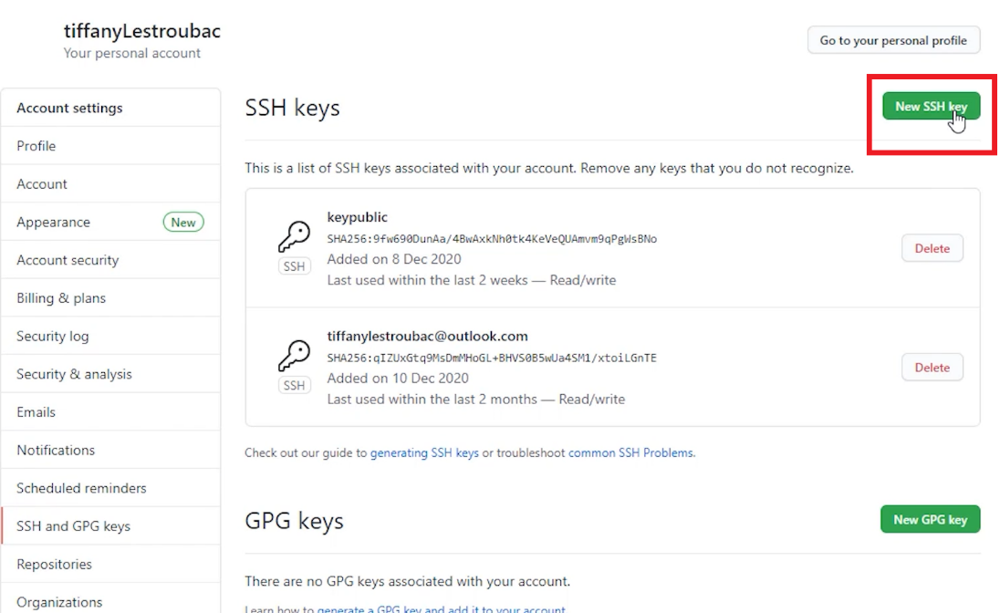 tiffanyLestroubac
Your personal account
Go to your personal profile
Account settings
Profile
Account
Appearance New
Account security
Billing & plans
Security log
Security & analysis
Emails
Notifications
Scheduled reminders
SSH and GPG keys
Repositories
Organizations
SSH keys
New SSH key
This is a list of SSH keys associated with your account. Remove any keys that you do not recognize.
keypublic
SHA256:9fw690DunAa/4BwAxkNh0tk4KeVeQUAmvm9qPgWsBNo
Added on 8 Dec 2020
Last used within the last 2 weeks — Read/write
SSH
Delete
tiffanylestroubac@outlook.com
SHA256:qIZUxGtq9MsDmMHoGL+BHVS0B5wUa4SM1/xtoiLGnTE
Added on 10 Dec 2020
Last used within the last 2 months — Read/write
SSH
Delete
Check out our guide to generating SSH keys or troubleshoot common SSH Problems.
GPG keys
New GPG key
There are no GPG keys associated with your account.
Learn how to generate a GPG key and add it to your account